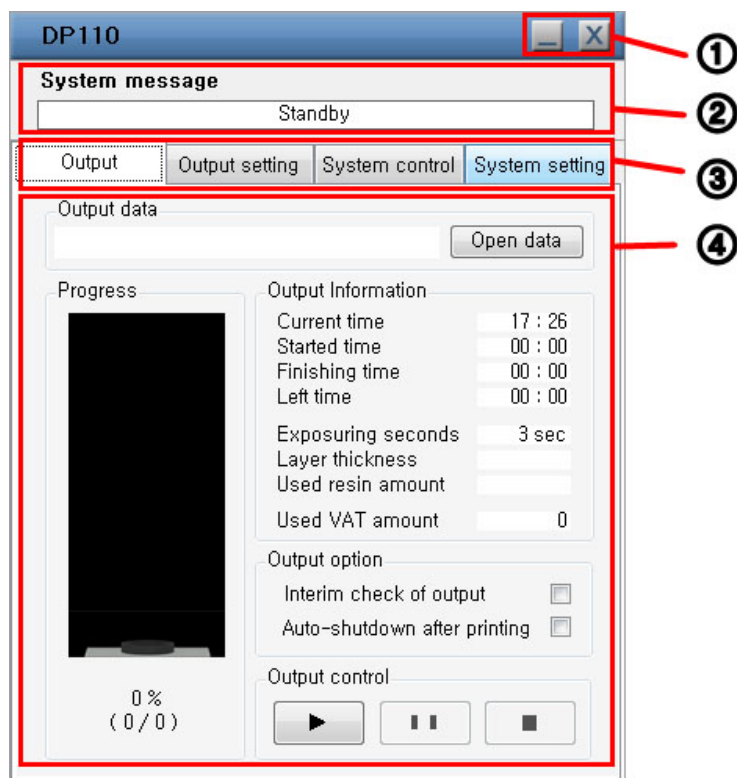 DP110
X
①
System message
Standby
②
Output
Output setting
System control
System setting
③
Output data
Open data
④
Progress
0 %
( 0 / 0 )
Output Information
Current time 17 : 26
Started time 00 : 00
Finishing time 00 : 00
Left time 00 : 00
Exposuring seconds 3 sec
Layer thickness
Used resin amount
Used VAT amount 0
Output option
Interim check of output
Auto-shutdown after printing
Output control